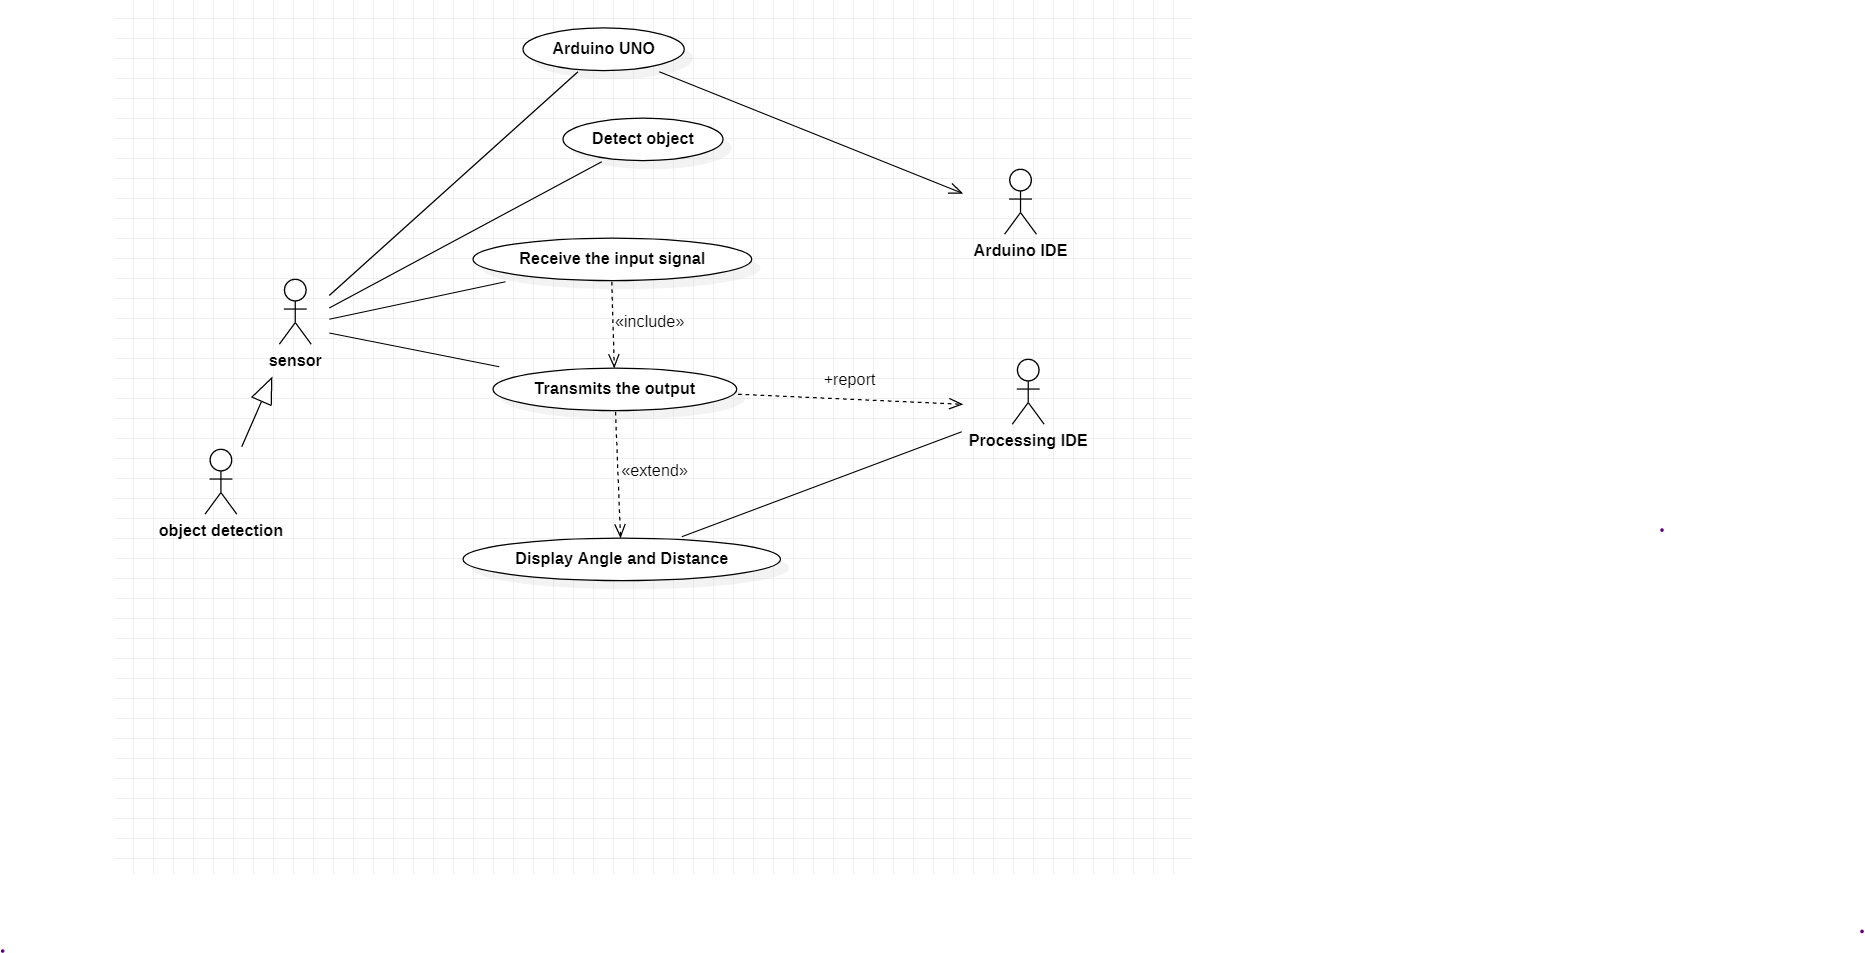 Arduino UNO
Detect object
Arduino IDE
Receive the input signal
«include»
sensor
Transmits the output
+report
Processing IDE
«extend»
object detection
Display Angle and Distance